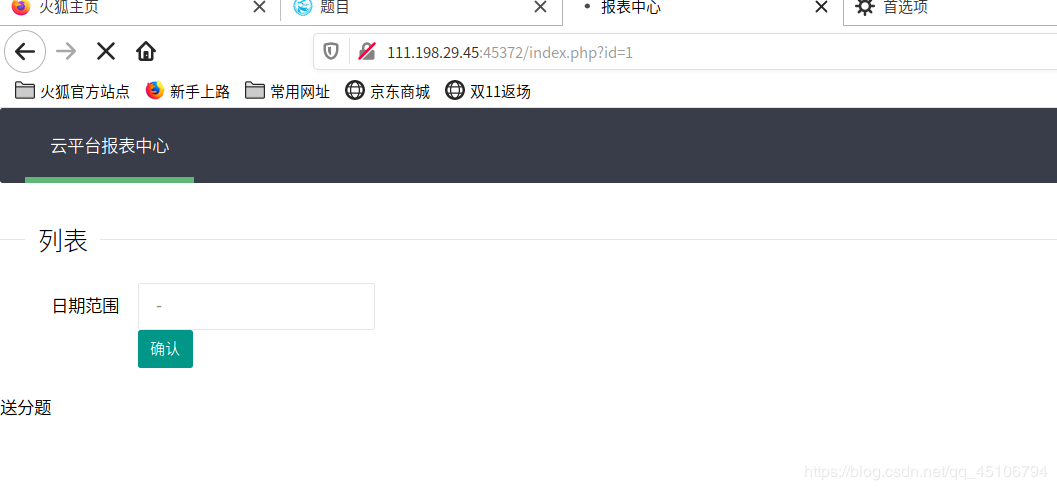 火狐主页 题目 报表中心 首选项
111.198.29.45:45372/index.php?id=1
火狐官方站点 新手上路 常用网址 京东商城 双11返场
云平台报表中心
列表
日期范围 -
确认
送分题
https://blog.csdn.net/qq_45106794